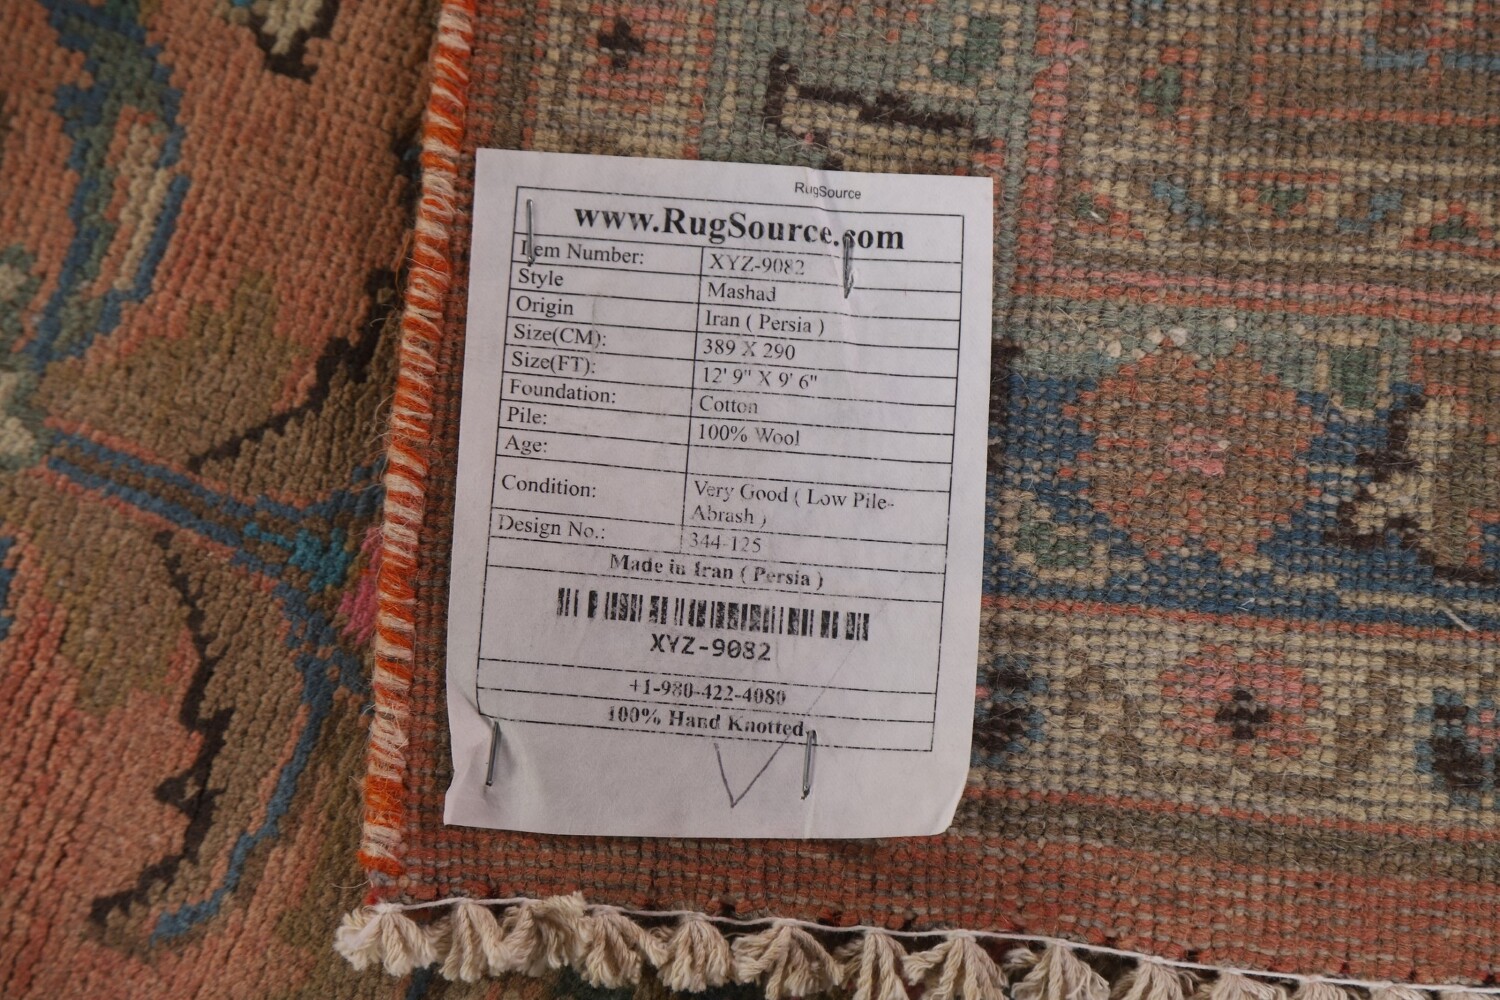 RugSource
www.RugSource.com
Item Number: XYZ-9082
Style Mashad
Origin Iran ( Persia )
Size(CM): 389 X 290
Size(FT): 12' 9" X 9' 6"
Foundation: Cotton
Pile: 100% Wool
Age:
Condition: Very Good ( Low Pile-
Abrash )
Design No.: 344-125
Made in Iran ( Persia )
XYZ-9082
+1-980-422-4080
100% Hand Knotted